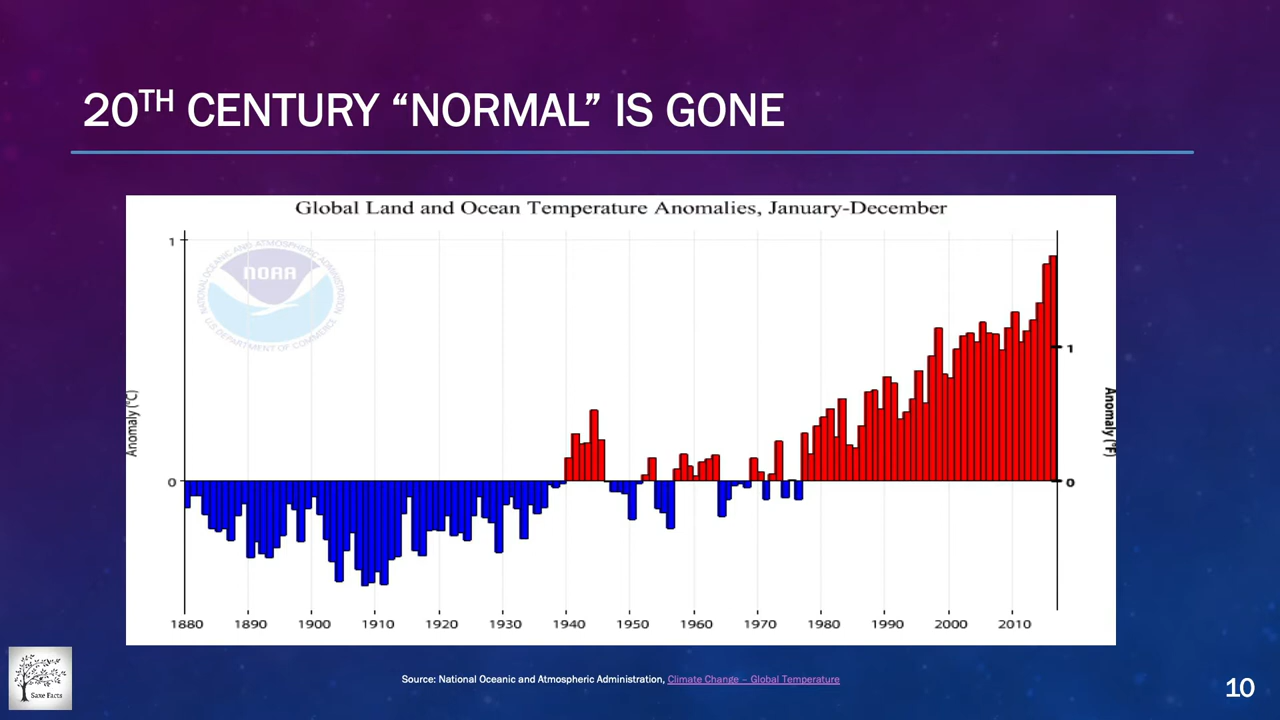 20TH CENTURY “NORMAL” IS GONE
Global Land and Ocean Temperature Anomalies, January-December
NATIONAL OCEANIC AND ATMOSPHERIC ADMINISTRATION
NOAA
U.S. DEPARTMENT OF COMMERCE
1
0
Anomaly (°C)
1
0
Anomaly (°F)
1880 1890 1900 1910 1920 1930 1940 1950 1960 1970 1980 1990 2000 2010
Source: National Oceanic and Atmospheric Administration, Climate Change – Global Temperature
Saxe Facts
10